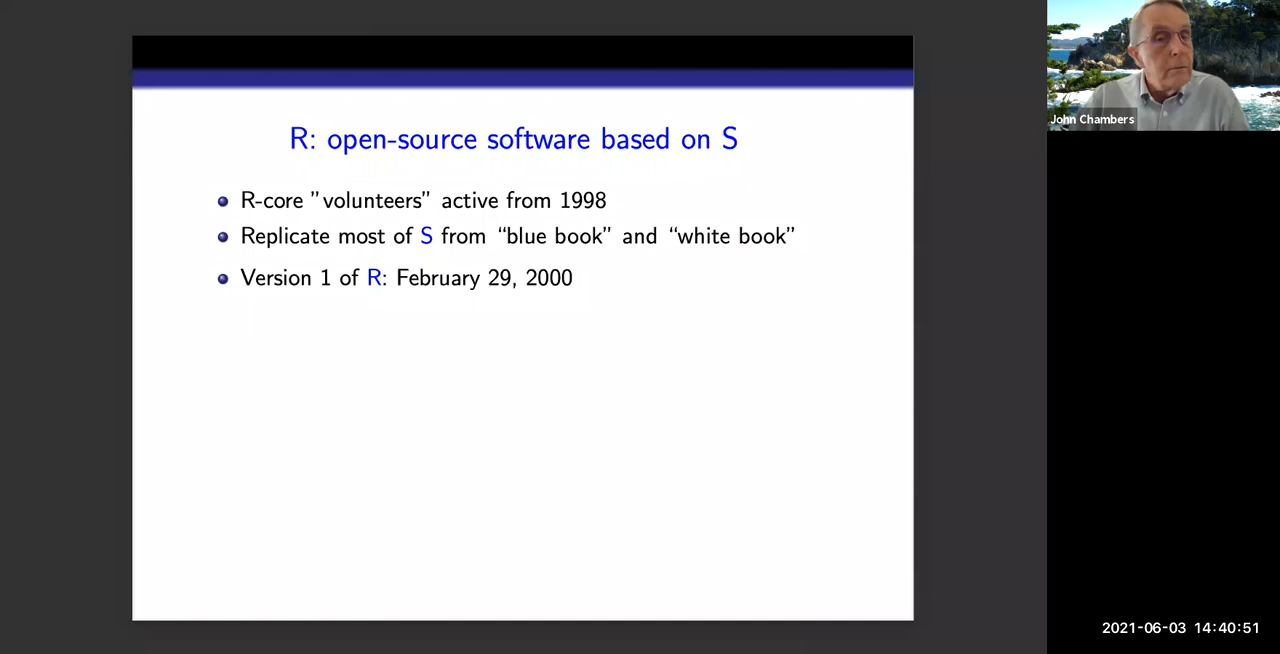 R: open-source software based on S
R-core ”volunteers” active from 1998
Replicate most of S from “blue book” and “white book”
Version 1 of R: February 29, 2000
John Chambers
2021-06-03 14:40:51